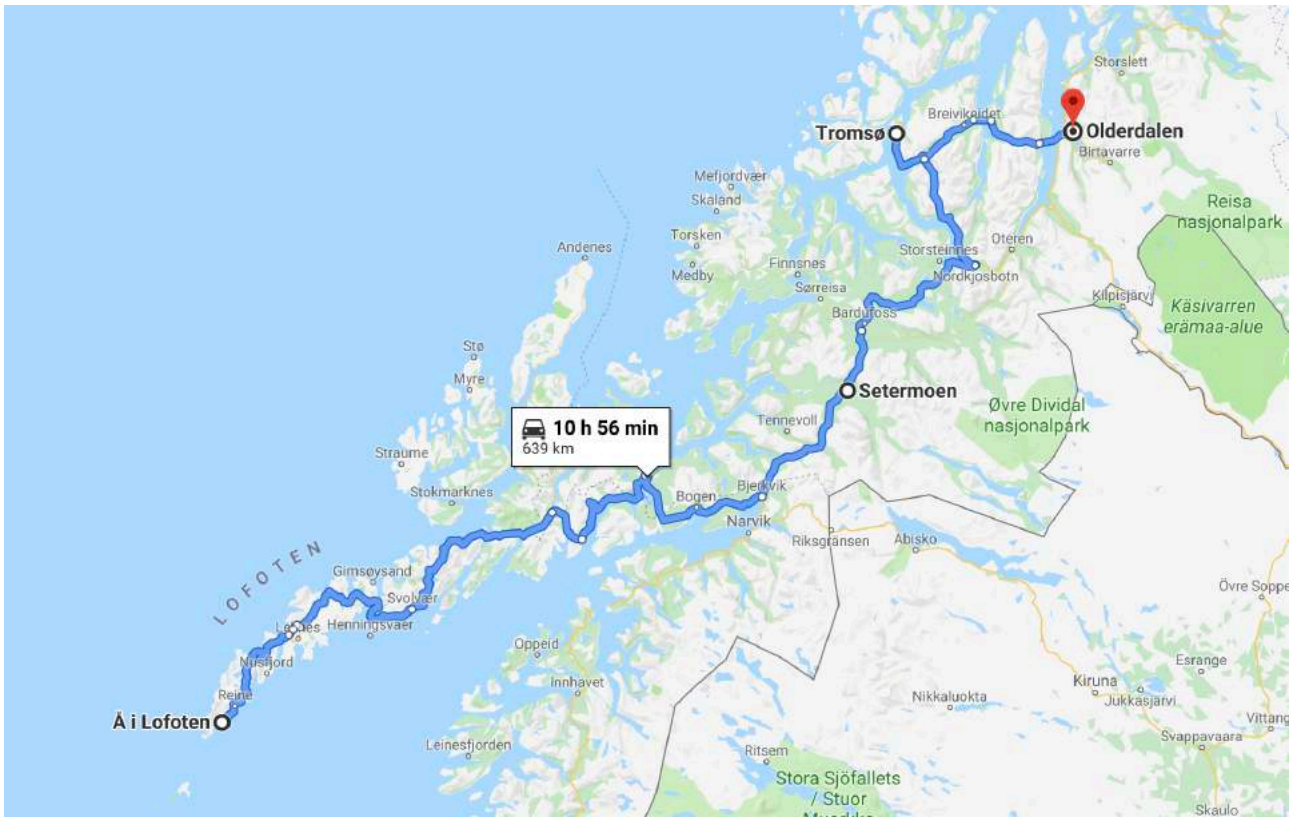 Storslett
Breivikeidet
Tromsø
Olderdalen
Birtavarre
Mefjordvær
Skaland
Reisa
nasjonalpark
Torsken
Andenes
Storsteinnes
Oteren
Medby
Finnsnes
Nordkjosbotn
Sørreisa
Kilpisjärvi
Käsivarren
erämaa-alue
Bardufoss
Stø
Myre
Setermoen
Øvre Dividal
nasjonalpark
Tennevoll
10 h 56 min
639 km
Straume
Stokmarknes
Bjerkvik
Bogen
Narvik
Riksgränsen
Abisko
LOFOTEN
Gimsøysand
Övre Soppe
Svolvær
Leknes
Henningsvær
Oppeid
Nusfjord
Esrange
Innhavet
Kiruna
Reine
Nikkaluokta
Jukkasjärvi
Å i Lofoten
Vittang
Leinesfjorden
Svappavaara
Ritsem
Stora Sjöfallets
/ Stuor
Skaulo